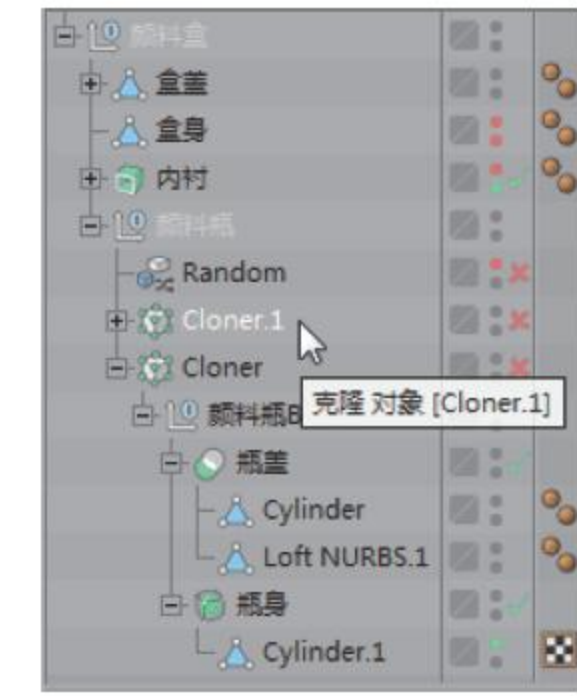 颜料盒
盒盖
盒身
内衬
颜料瓶
Random
Cloner.1
Cloner
颜料瓶B
克隆 对象 [Cloner.1]
瓶盖
Cylinder
Loft NURBS.1
瓶身
Cylinder.1